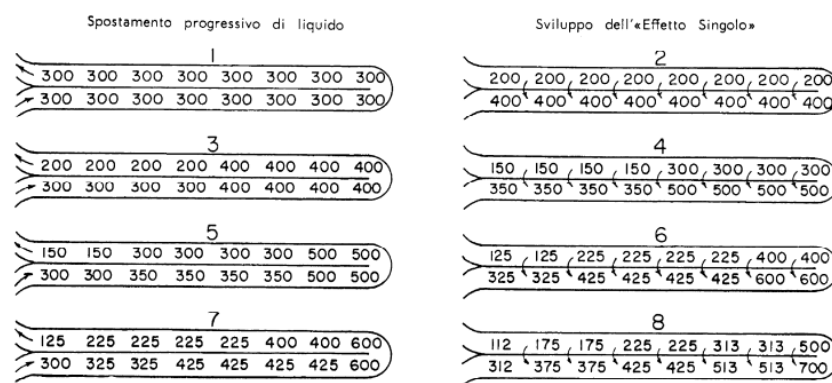 Spostamento progressivo di liquido
Sviluppo dell'«Effetto Singolo»
1
300 300 300 300 300 300 300 300
300 300 300 300 300 300 300 300
2
200 200 200 200 200 200 200 200
400 400 400 400 400 400 400 400
3
200 200 200 200 400 400 400 400
300 300 300 300 400 400 400 400
4
150 150 150 150 300 300 300 300
350 350 350 350 500 500 500 500
5
150 150 300 300 300 300 500 500
300 300 350 350 350 350 500 500
6
125 125 225 225 225 225 400 400
325 325 425 425 425 425 600 600
7
125 225 225 225 225 400 400 600
300 325 325 425 425 425 425 600
8
112 175 175 225 225 313 313 500
312 375 375 425 425 513 513 700